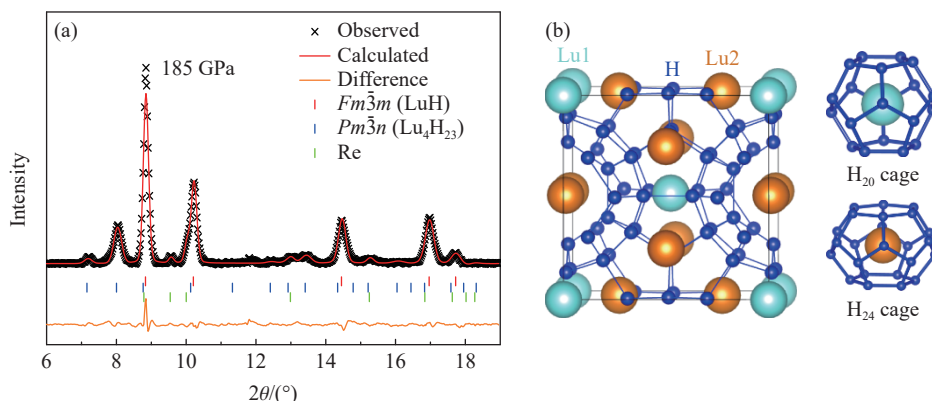 (a)
185 GPa
Observed
Calculated
Difference
Fm3̄m (LuH)
Pm3̄n (Lu₄H₂₃)
Re
Intensity
6 8 10 12 14 16 18
2θ/(°)
(b)
Lu1 H Lu2
H₂₀ cage
H₂₄ cage